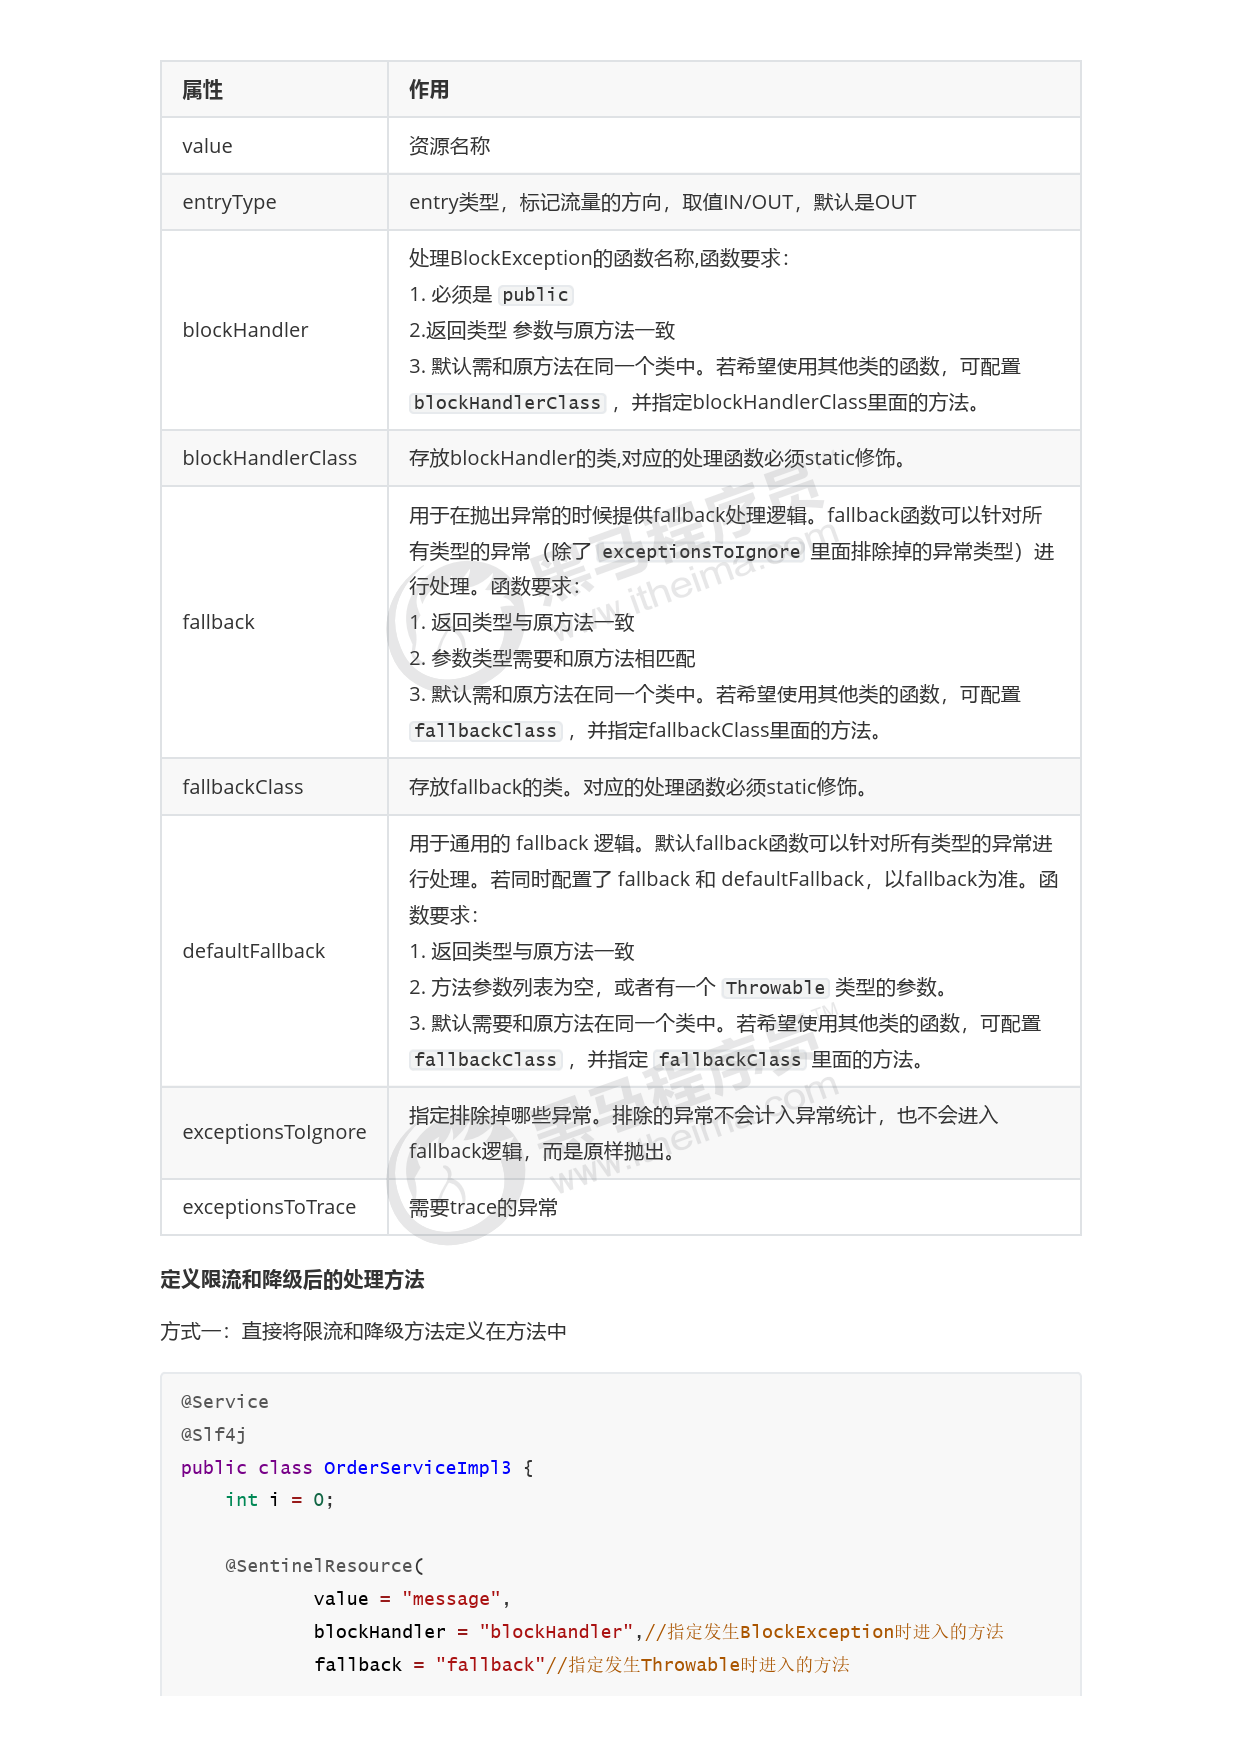 属性 作用
value 资源名称
entryType entry类型，标记流量的方向，取值IN/OUT，默认是OUT
blockHandler
处理BlockException的函数名称,函数要求：
1. 必须是 public
2.返回类型 参数与原方法一致
3. 默认需和原方法在同一个类中。若希望使用其他类的函数，可配置
blockHandlerClass ，并指定blockHandlerClass里面的方法。
blockHandlerClass 存放blockHandler的类,对应的处理函数必须static修饰。
fallback
用于在抛出异常的时候提供fallback处理逻辑。fallback函数可以针对所
有类型的异常（除了 exceptionsToIgnore 里面排除掉的异常类型）进
行处理。函数要求：
1. 返回类型与原方法一致
2. 参数类型需要和原方法相匹配
3. 默认需和原方法在同一个类中。若希望使用其他类的函数，可配置
fallbackClass ，并指定fallbackClass里面的方法。
fallbackClass 存放fallback的类。对应的处理函数必须static修饰。
defaultFallback
用于通用的 fallback 逻辑。默认fallback函数可以针对所有类型的异常进
行处理。若同时配置了 fallback 和 defaultFallback，以fallback为准。函
数要求：
1. 返回类型与原方法一致
2. 方法参数列表为空，或者有一个 Throwable 类型的参数。
3. 默认需要和原方法在同一个类中。若希望使用其他类的函数，可配置
fallbackClass ，并指定 fallbackClass 里面的方法。
exceptionsToIgnore
指定排除掉哪些异常。排除的异常不会计入异常统计，也不会进入
fallback逻辑，而是原样抛出。
exceptionsToTrace 需要trace的异常
黑马程序员
www.itheima.com
黑马程序员™
www.itheima.com
定义限流和降级后的处理方法
方式一：直接将限流和降级方法定义在方法中
@Service
@Slf4j
public class OrderServiceImpl3 {
    int i = 0;
    @SentinelResource(
            value = "message",
            blockHandler = "blockHandler",//指定发生BlockException时进入的方法
            fallback = "fallback"//指定发生Throwable时进入的方法